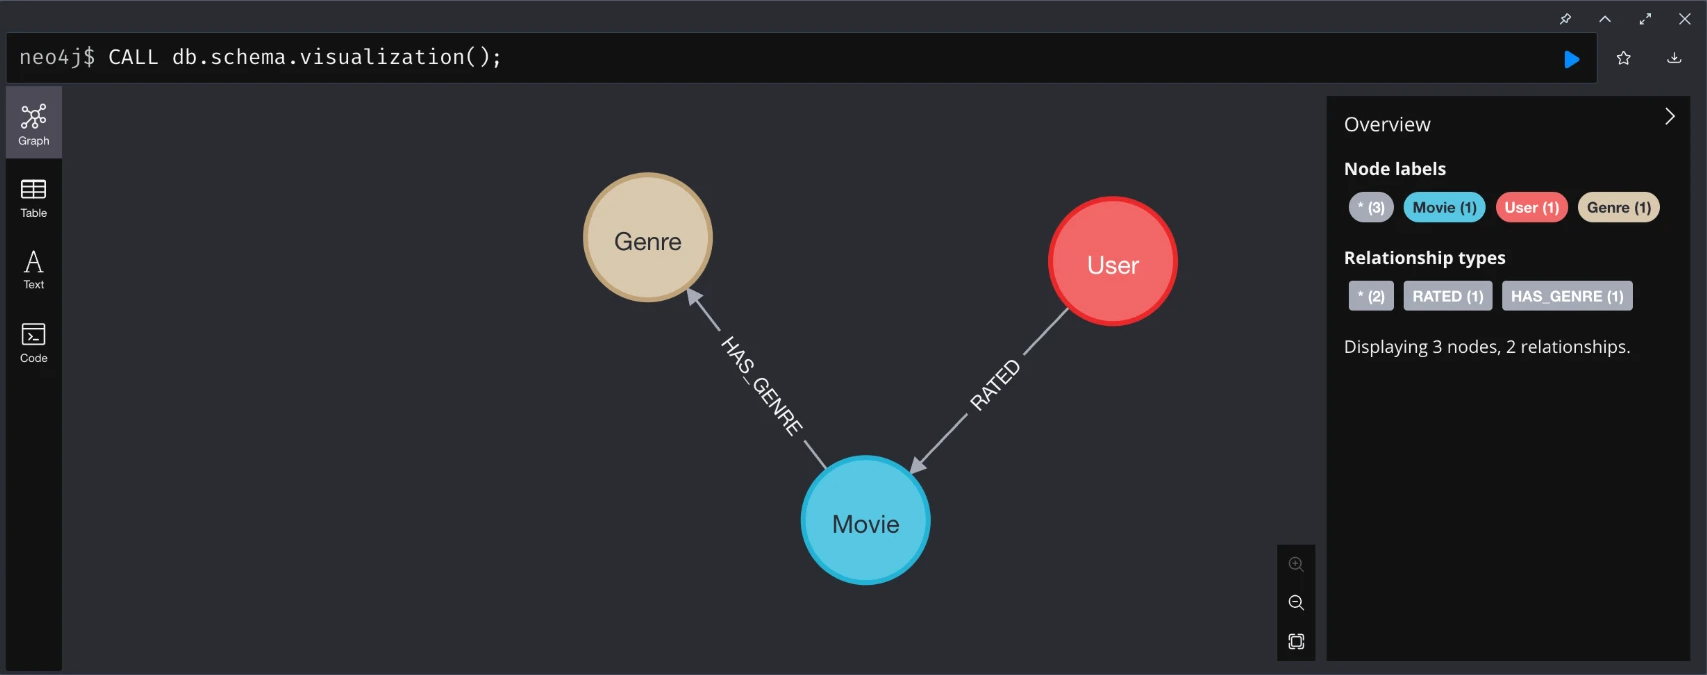 neo4j$ CALL db.schema.visualization();
Graph
Table
Text
Code
Genre
User
HAS_GENRE
RATED
Movie
Overview
Node labels
* (3) Movie (1) User (1) Genre (1)
Relationship types
* (2) RATED (1) HAS_GENRE (1)
Displaying 3 nodes, 2 relationships.